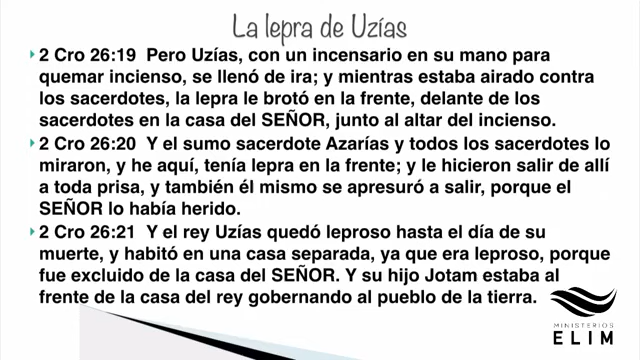 La lepra de Uzías
2 Cro 26:19 Pero Uzías, con un incensario en su mano para
quemar incienso, se llenó de ira; y mientras estaba airado contra
los sacerdotes, la lepra le brotó en la frente, delante de los
sacerdotes en la casa del SEÑOR, junto al altar del incienso.
2 Cro 26:20 Y el sumo sacerdote Azarías y todos los sacerdotes lo
miraron, y he aquí, tenía lepra en la frente; y le hicieron salir de allí
a toda prisa, y también él mismo se apresuró a salir, porque el
SEÑOR lo había herido.
2 Cro 26:21 Y el rey Uzías quedó leproso hasta el día de su
muerte, y habitó en una casa separada, ya que era leproso, porque
fue excluido de la casa del SEÑOR. Y su hijo Jotam estaba al
frente de la casa del rey gobernando al pueblo de la tierra.
MINISTERIOS
ELIM